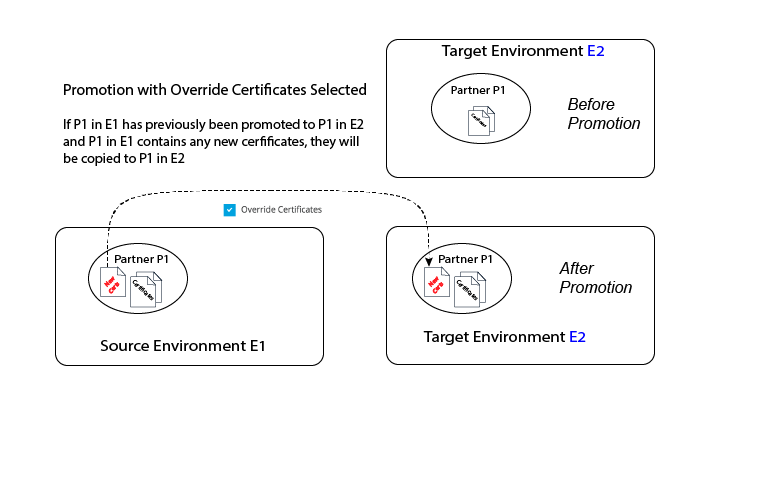 Target Environment E2
Partner P1
Certificates
Before
Promotion
Promotion with Override Certificates Selected
If P1 in E1 has previously been promoted to P1 in E2
and P1 in E1 contains any new cerfificates, they will
be copied to P1 in E2
Override Certificates
Partner P1
New
Certs
Certificates
Source Environment E1
Partner P1
New
Certs
Certificates
After
Promotion
Target Environment E2